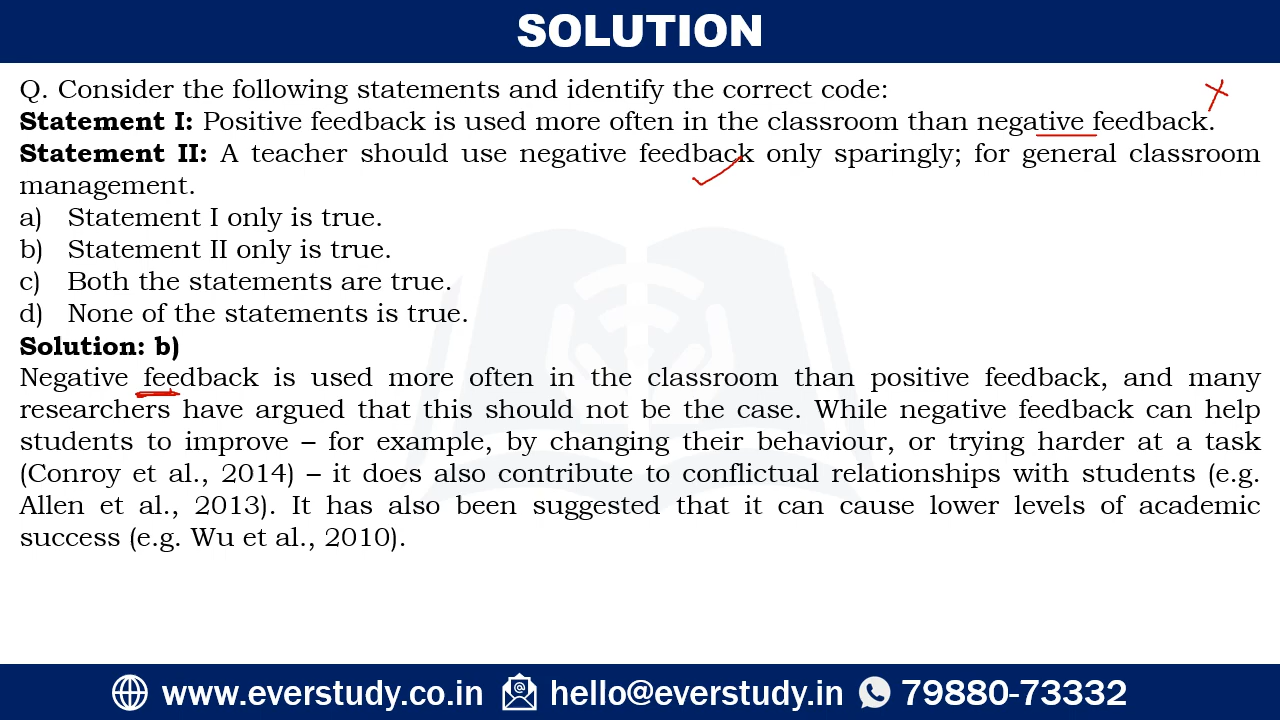 SOLUTION
Q. Consider the following statements and identify the correct code:
Statement I: Positive feedback is used more often in the classroom than negative feedback.
Statement II: A teacher should use negative feedback only sparingly; for general classroom
management.
a) Statement I only is true.
b) Statement II only is true.
c) Both the statements are true.
d) None of the statements is true.
Solution: b)
Negative feedback is used more often in the classroom than positive feedback, and many
researchers have argued that this should not be the case. While negative feedback can help
students to improve – for example, by changing their behaviour, or trying harder at a task
(Conroy et al., 2014) – it does also contribute to conflictual relationships with students (e.g.
Allen et al., 2013). It has also been suggested that it can cause lower levels of academic
success (e.g. Wu et al., 2010).
www.everstudy.co.in hello@everstudy.in 79880-73332